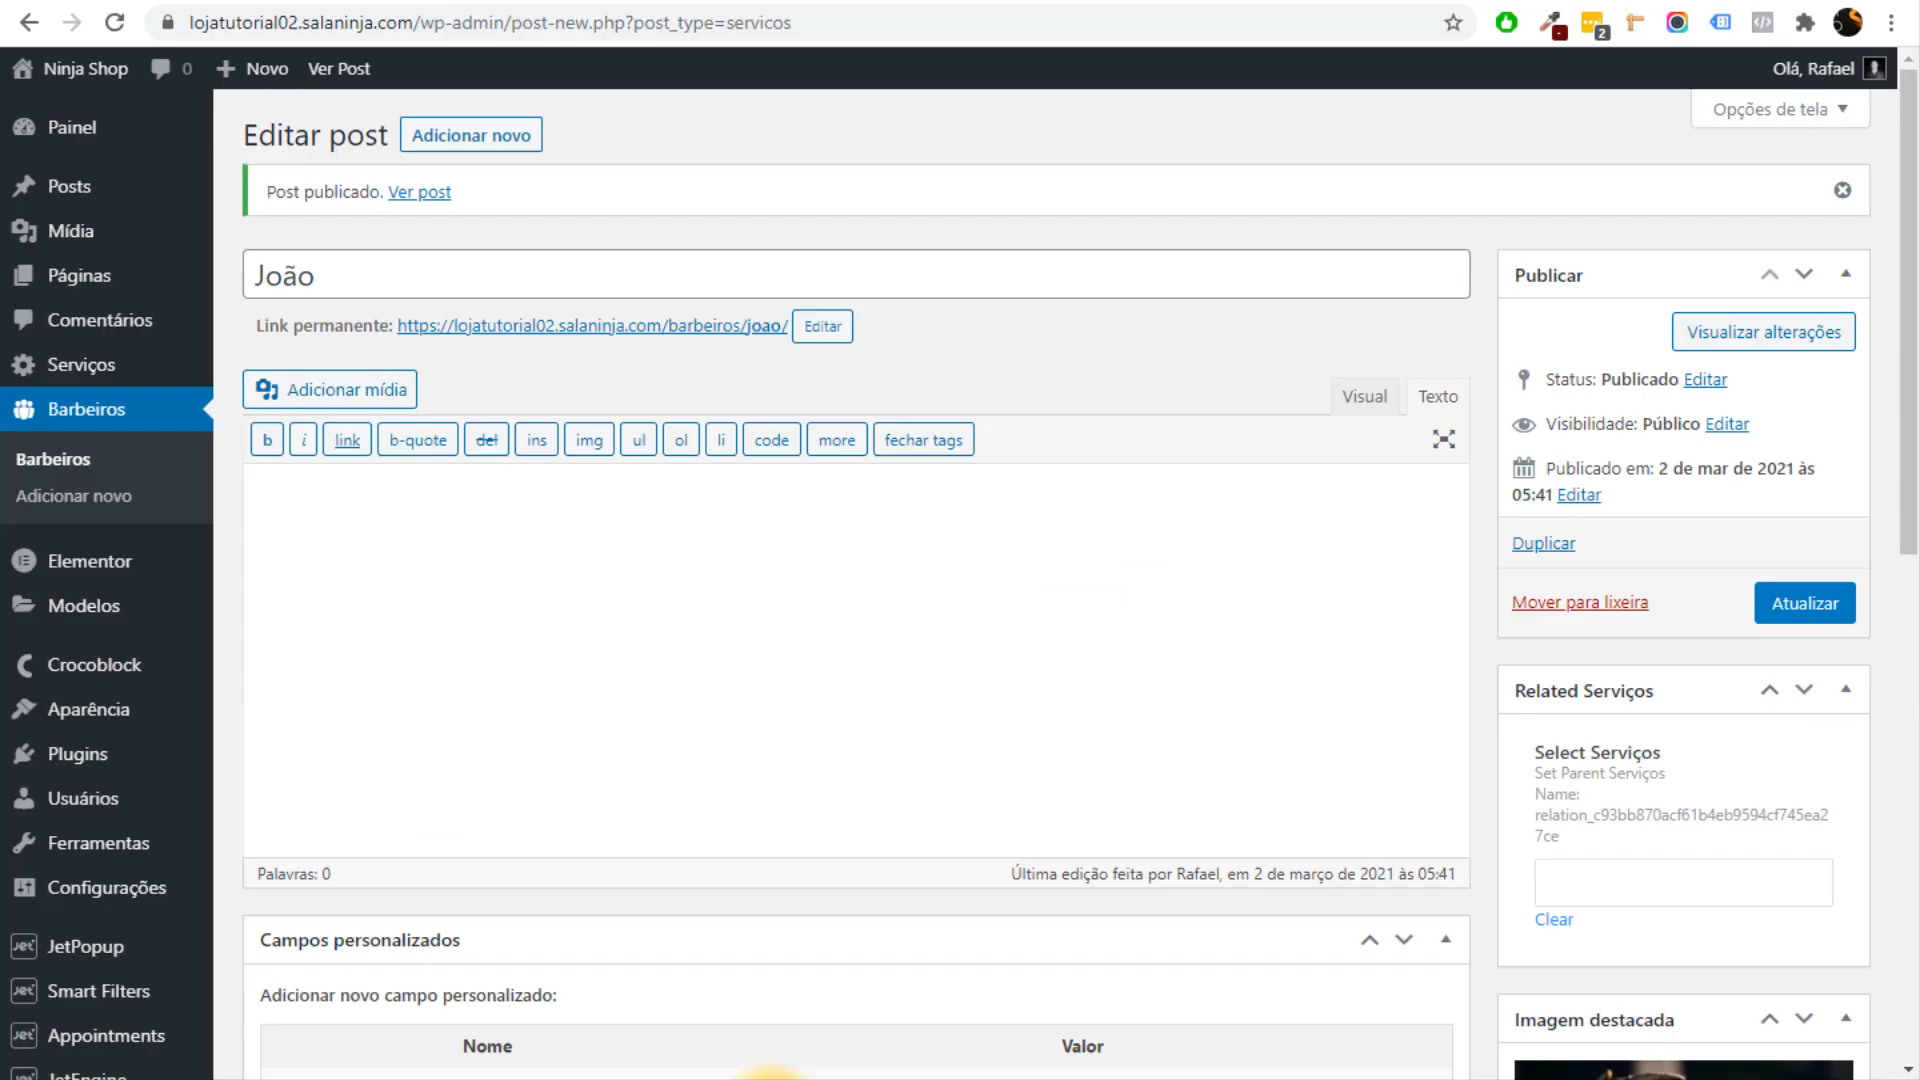 lojatutorial02.salaninja.com/wp-admin/post-new.php?post_type=servicos
2
Ninja Shop
0
Novo
Ver Post
Olá, Rafael
Painel
Posts
Mídia
Páginas
Comentários
Serviços
Barbeiros
Barbeiros
Adicionar novo
Elementor
Modelos
Crocoblock
Aparência
Plugins
Usuários
Ferramentas
Configurações
Jet JetPopup
Jet Smart Filters
Jet Appointments
JetEngine
Opções de tela
Editar post
Adicionar novo
Post publicado. Ver post
João
Link permanente: https://lojatutorial02.salaninja.com/barbeiros/joao/ Editar
Adicionar mídia
Visual
Texto
b i link b-quote del ins img ul ol li code more fechar tags
Palavras: 0
Última edição feita por Rafael, em 2 de março de 2021 às 05:41
Campos personalizados
Adicionar novo campo personalizado:
Nome
Valor
Publicar
Visualizar alterações
Status: Publicado Editar
Visibilidade: Público Editar
Publicado em: 2 de mar de 2021 às
05:41 Editar
Duplicar
Mover para lixeira
Atualizar
Related Serviços
Select Serviços
Set Parent Serviços
Name:
relation_c93bb870acf61b4eb9594cf745ea2
7ce
Clear
Imagem destacada